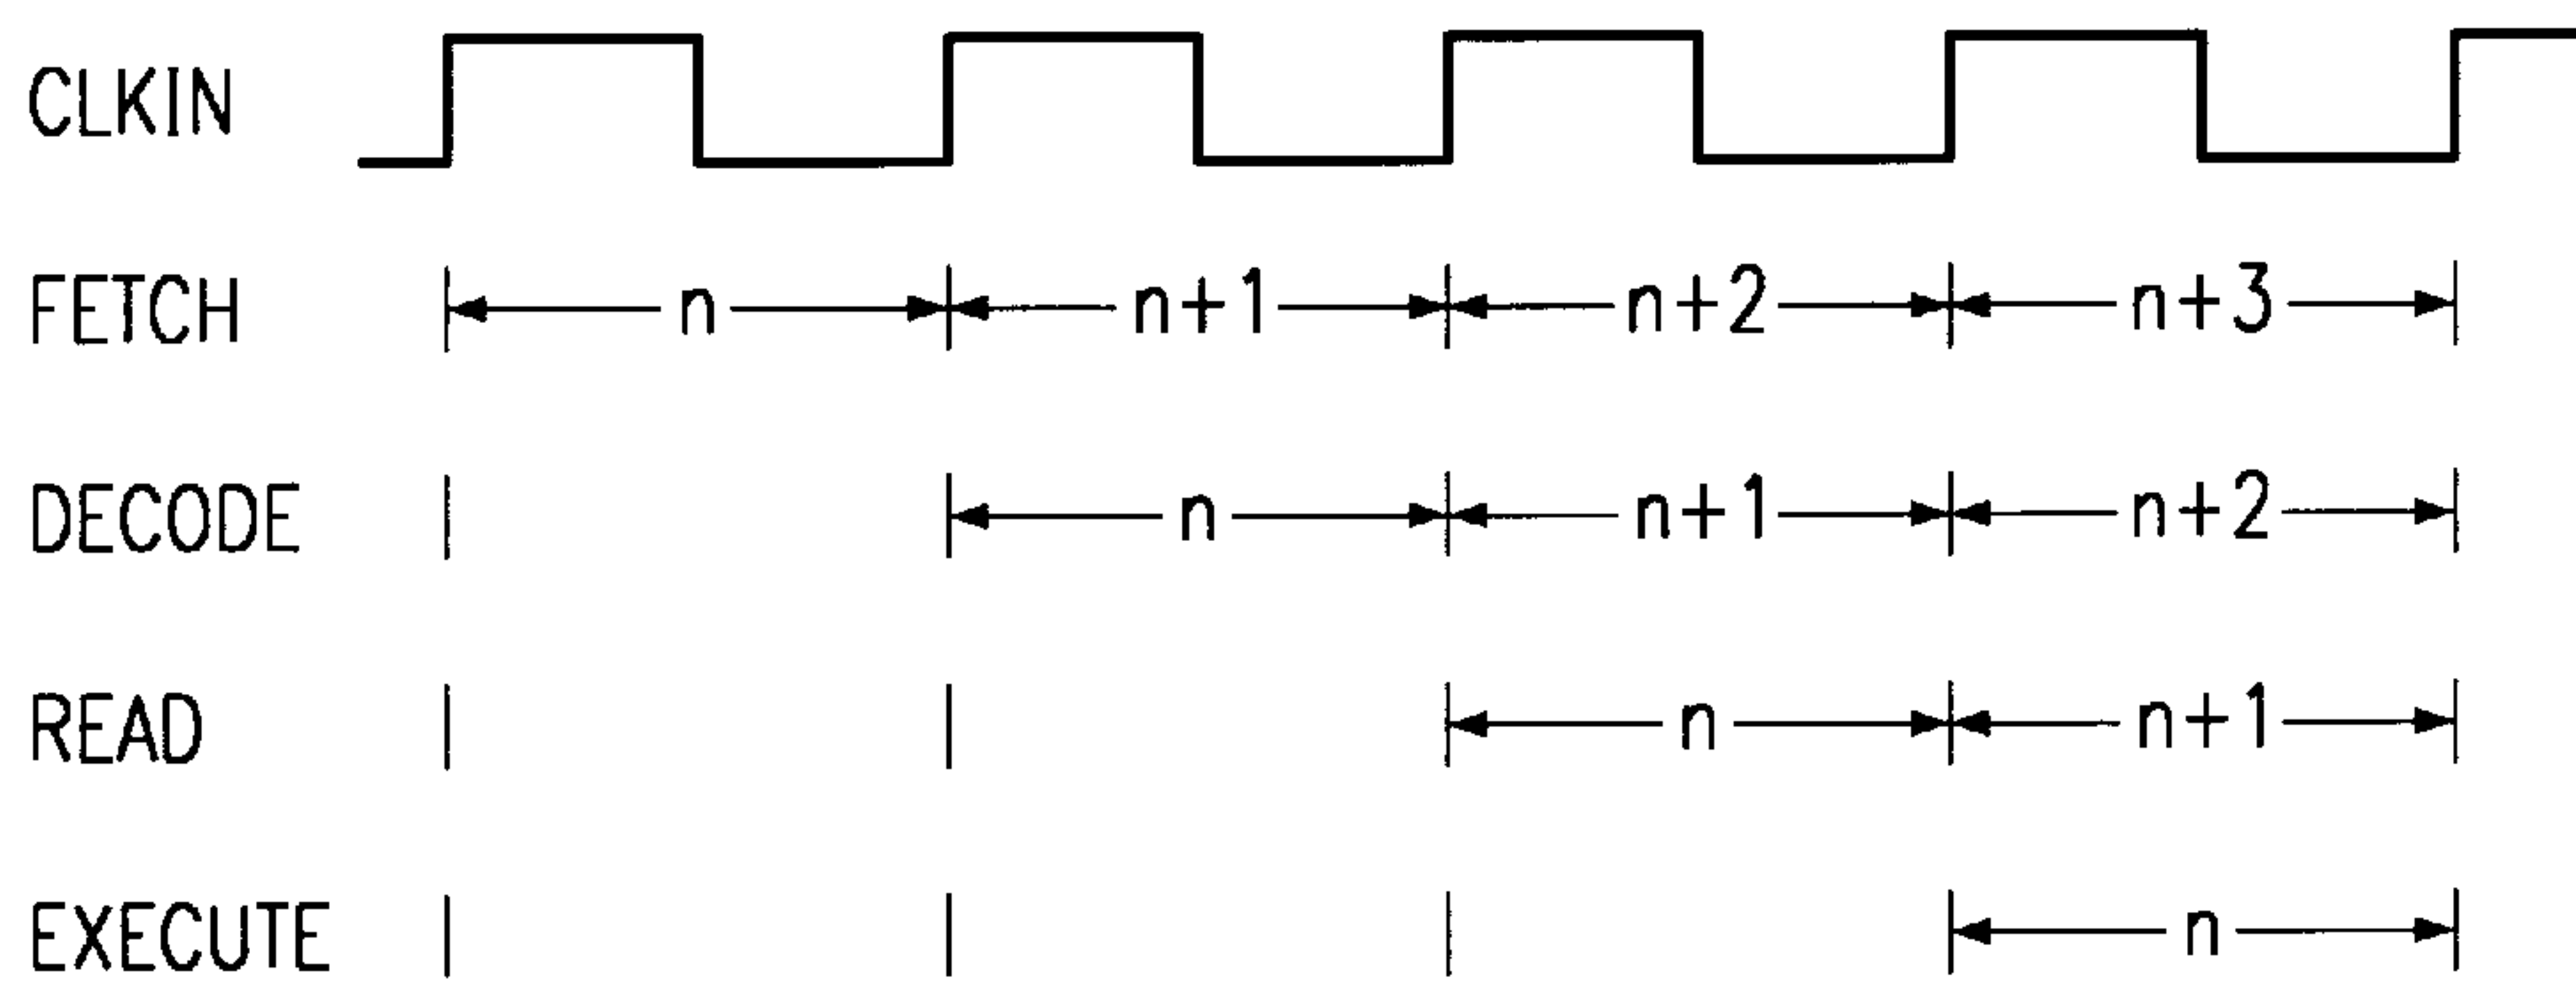 CLKIN
FETCH n n+1 n+2 n+3
DECODE n n+1 n+2
READ n n+1
EXECUTE n